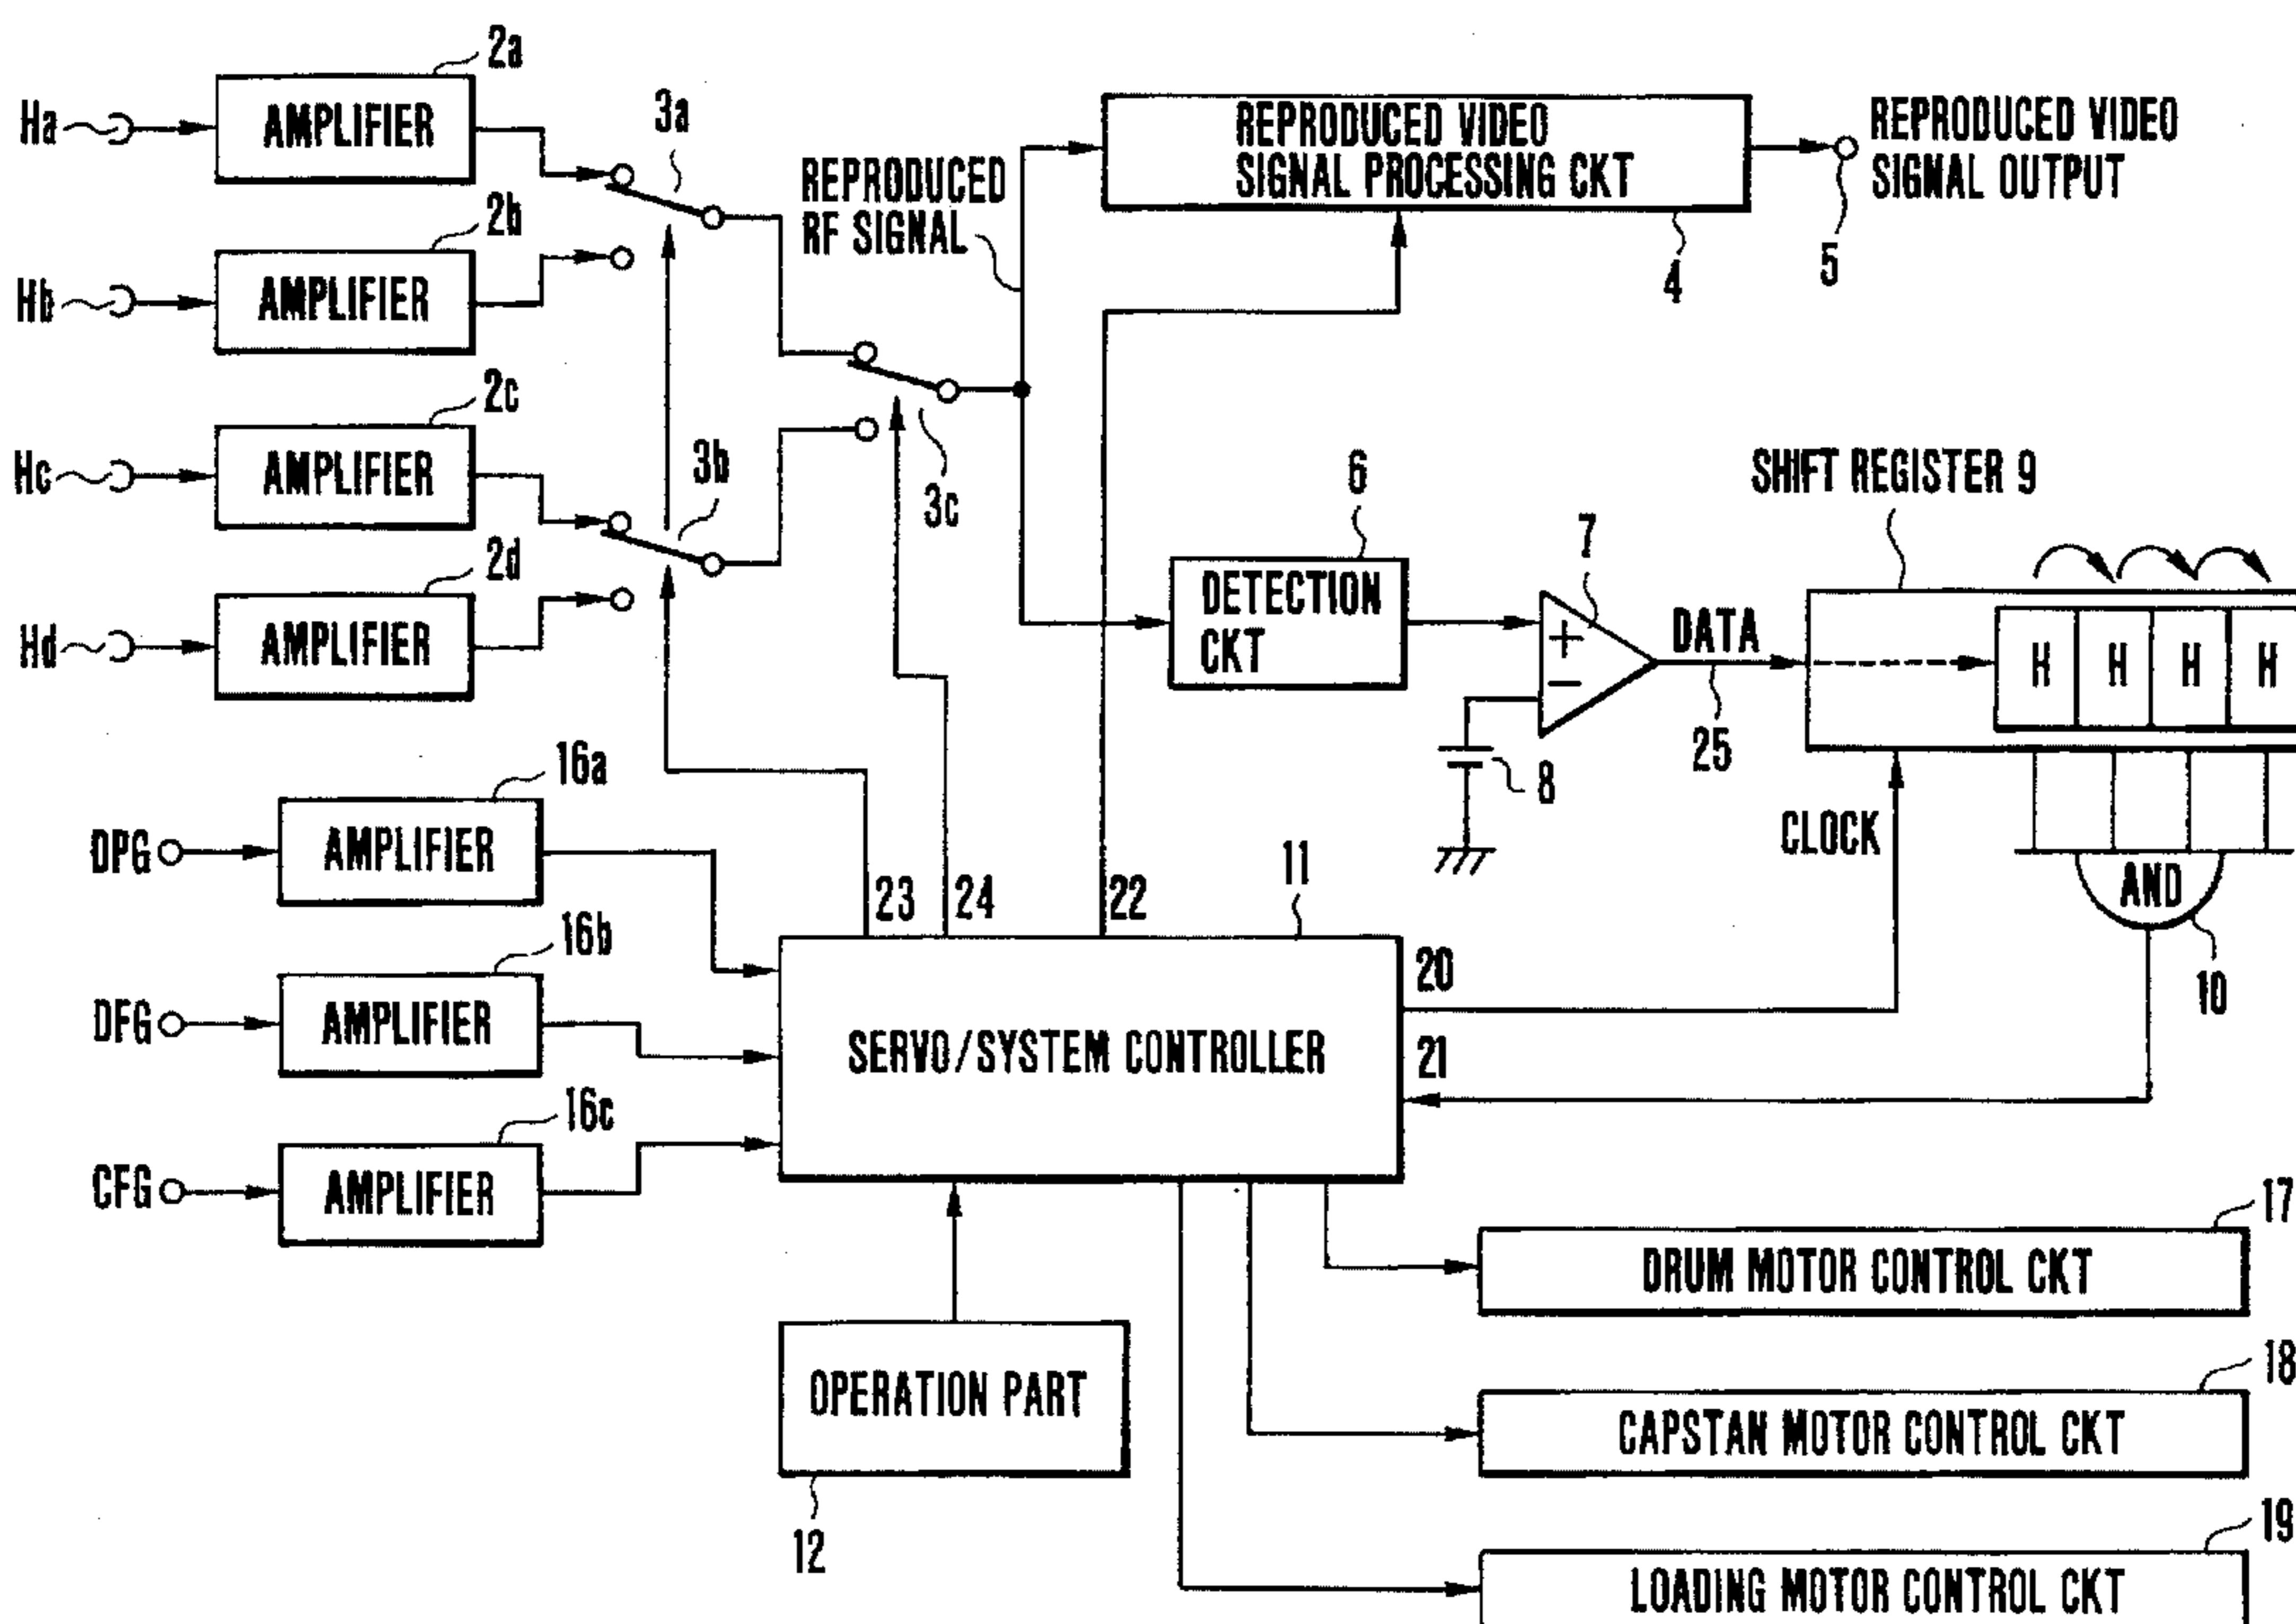 2a
Ha
AMPLIFIER
3a
2b
Hb
AMPLIFIER
2c
Hc
AMPLIFIER
3b
2d
Hd
AMPLIFIER
3c
REPRODUCED
RF SIGNAL
REPRODUCED VIDEO
SIGNAL PROCESSING CKT
4
5
REPRODUCED VIDEO
SIGNAL OUTPUT
6
DETECTION
CKT
7
+
−
8
DATA
25
SHIFT REGISTER 9
H H H H
CLOCK
AND
10
16a
DPG
AMPLIFIER
16b
DFG
AMPLIFIER
16c
CFG
AMPLIFIER
23
24
22
11
20
21
SERVO/SYSTEM CONTROLLER
OPERATION PART
12
17
DRUM MOTOR CONTROL CKT
18
CAPSTAN MOTOR CONTROL CKT
19
LOADING MOTOR CONTROL CKT